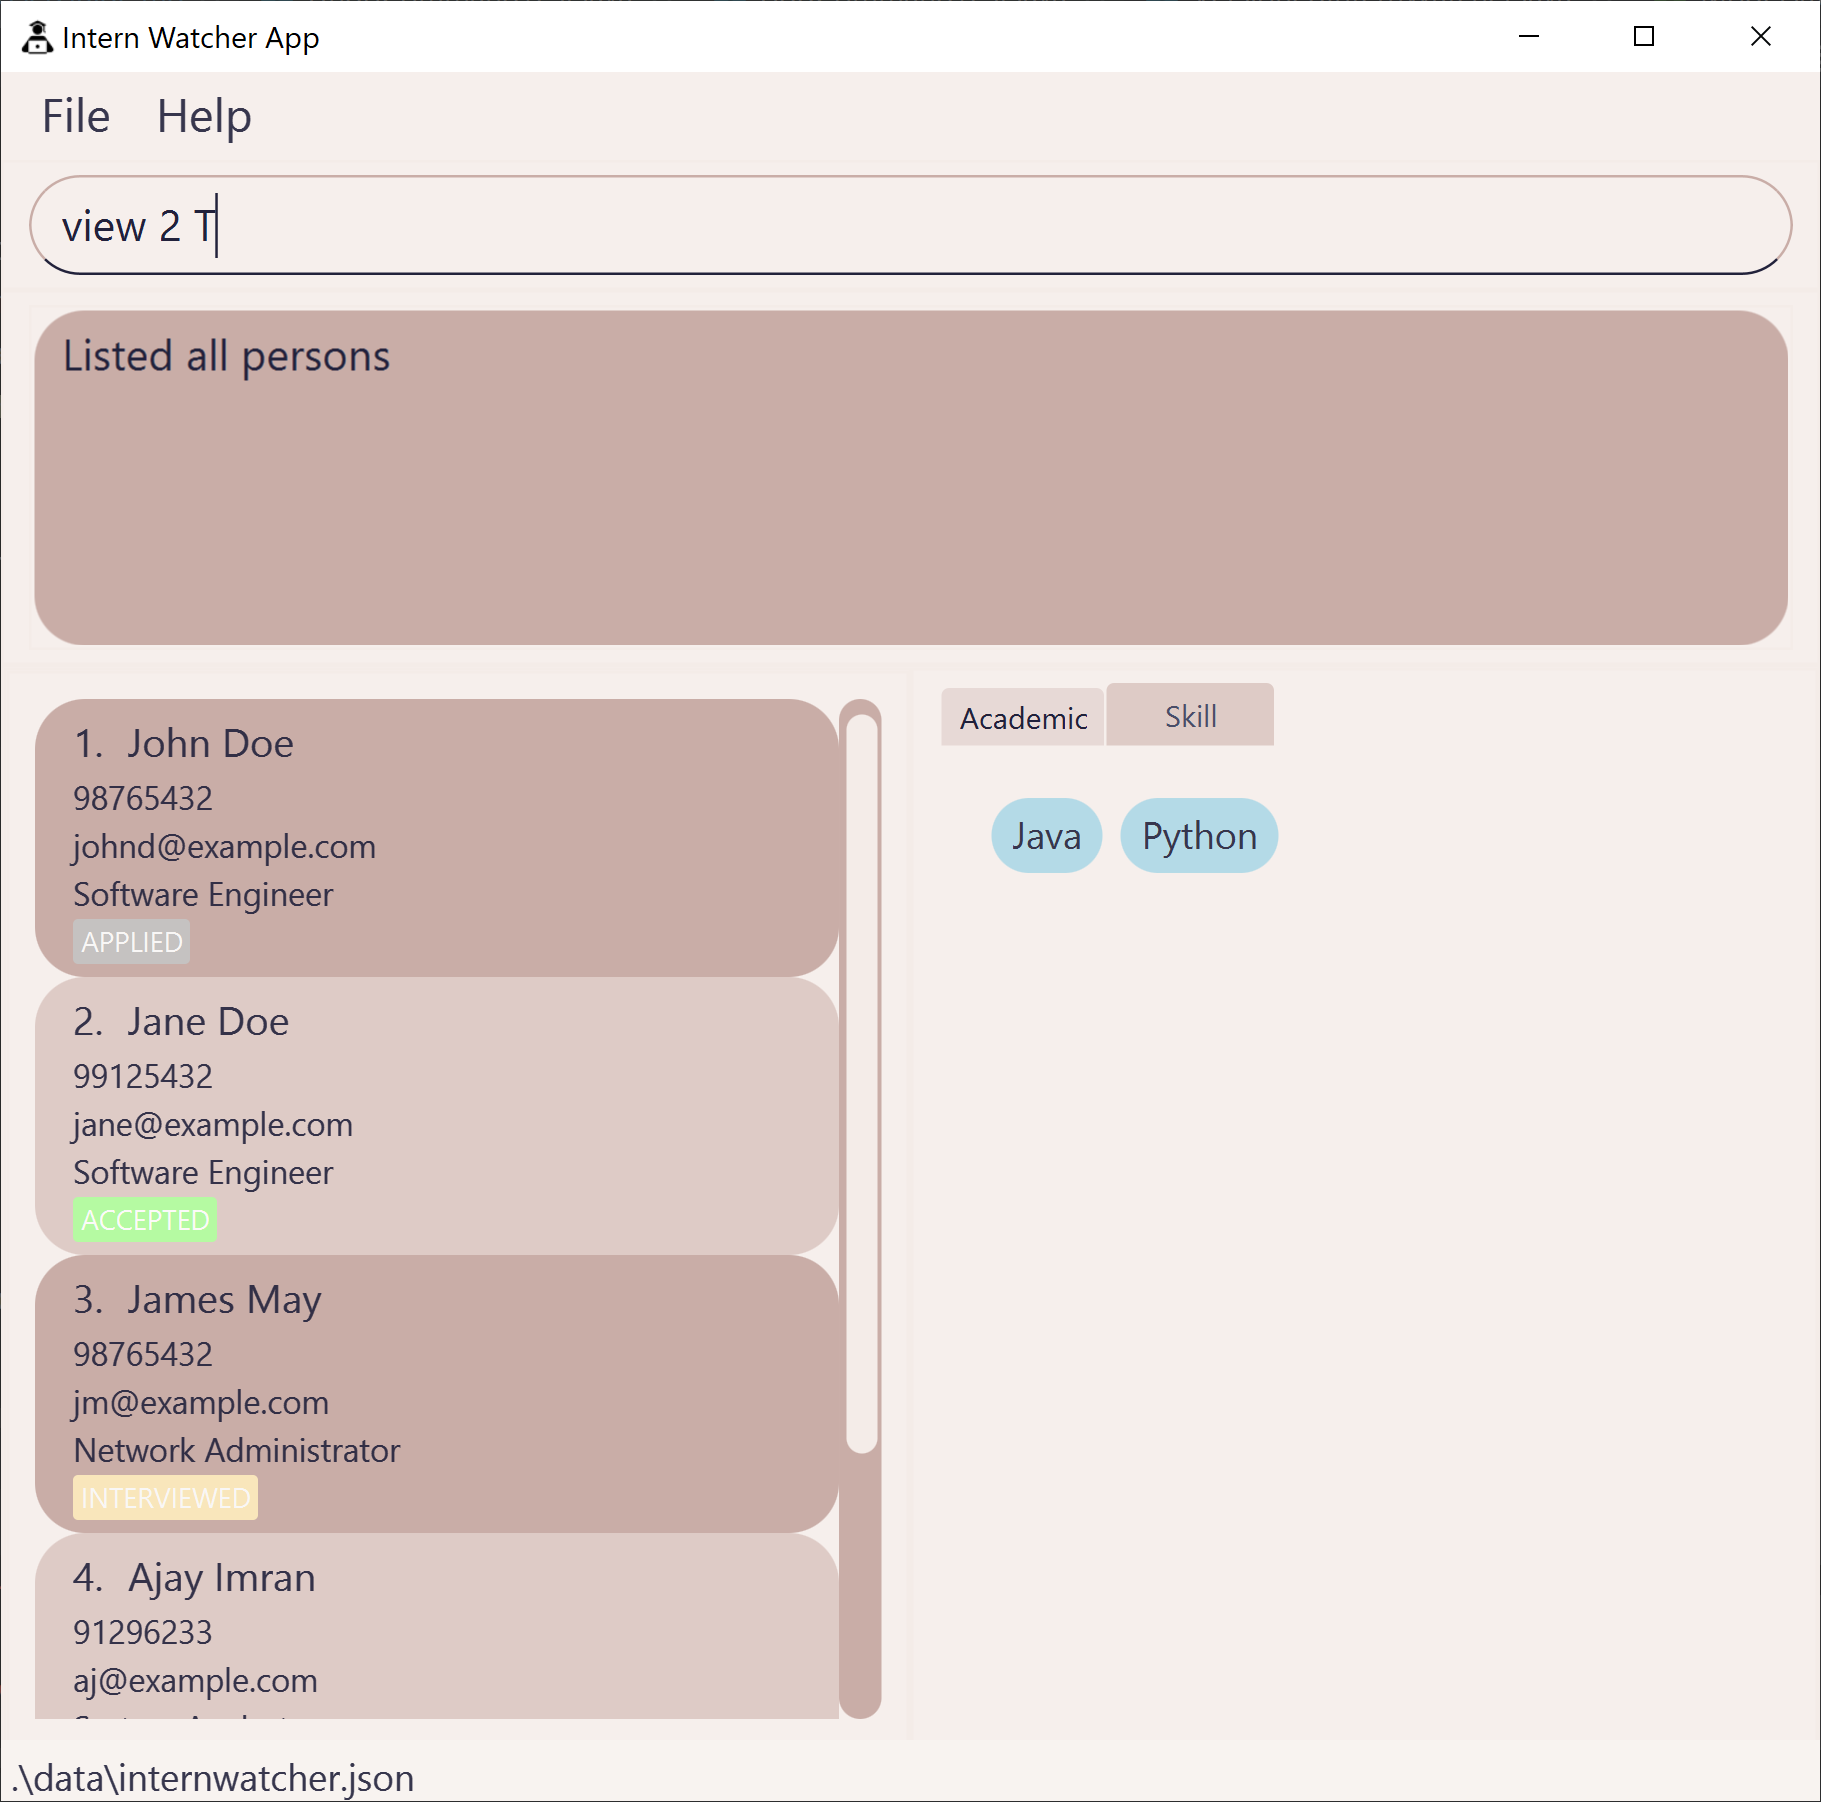 Intern Watcher App
File Help
view 2 T
Listed all persons
1. John Doe
98765432
johnd@example.com
Software Engineer
APPLIED
2. Jane Doe
99125432
jane@example.com
Software Engineer
ACCEPTED
3. James May
98765432
jm@example.com
Network Administrator
INTERVIEWED
4. Ajay Imran
91296233
aj@example.com
Academic Skill
Java Python
.\data\internwatcher.json